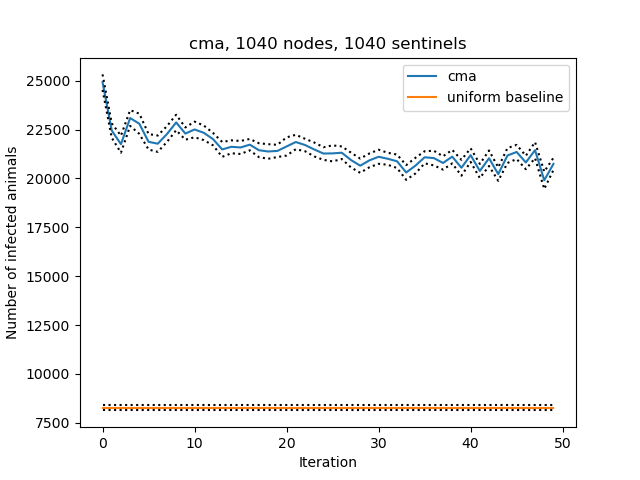 cma, 1040 nodes, 1040 sentinels
cma
uniform baseline
25000
22500
20000
17500
15000
12500
10000
7500
Number of infected animals
0 10 20 30 40 50
Iteration